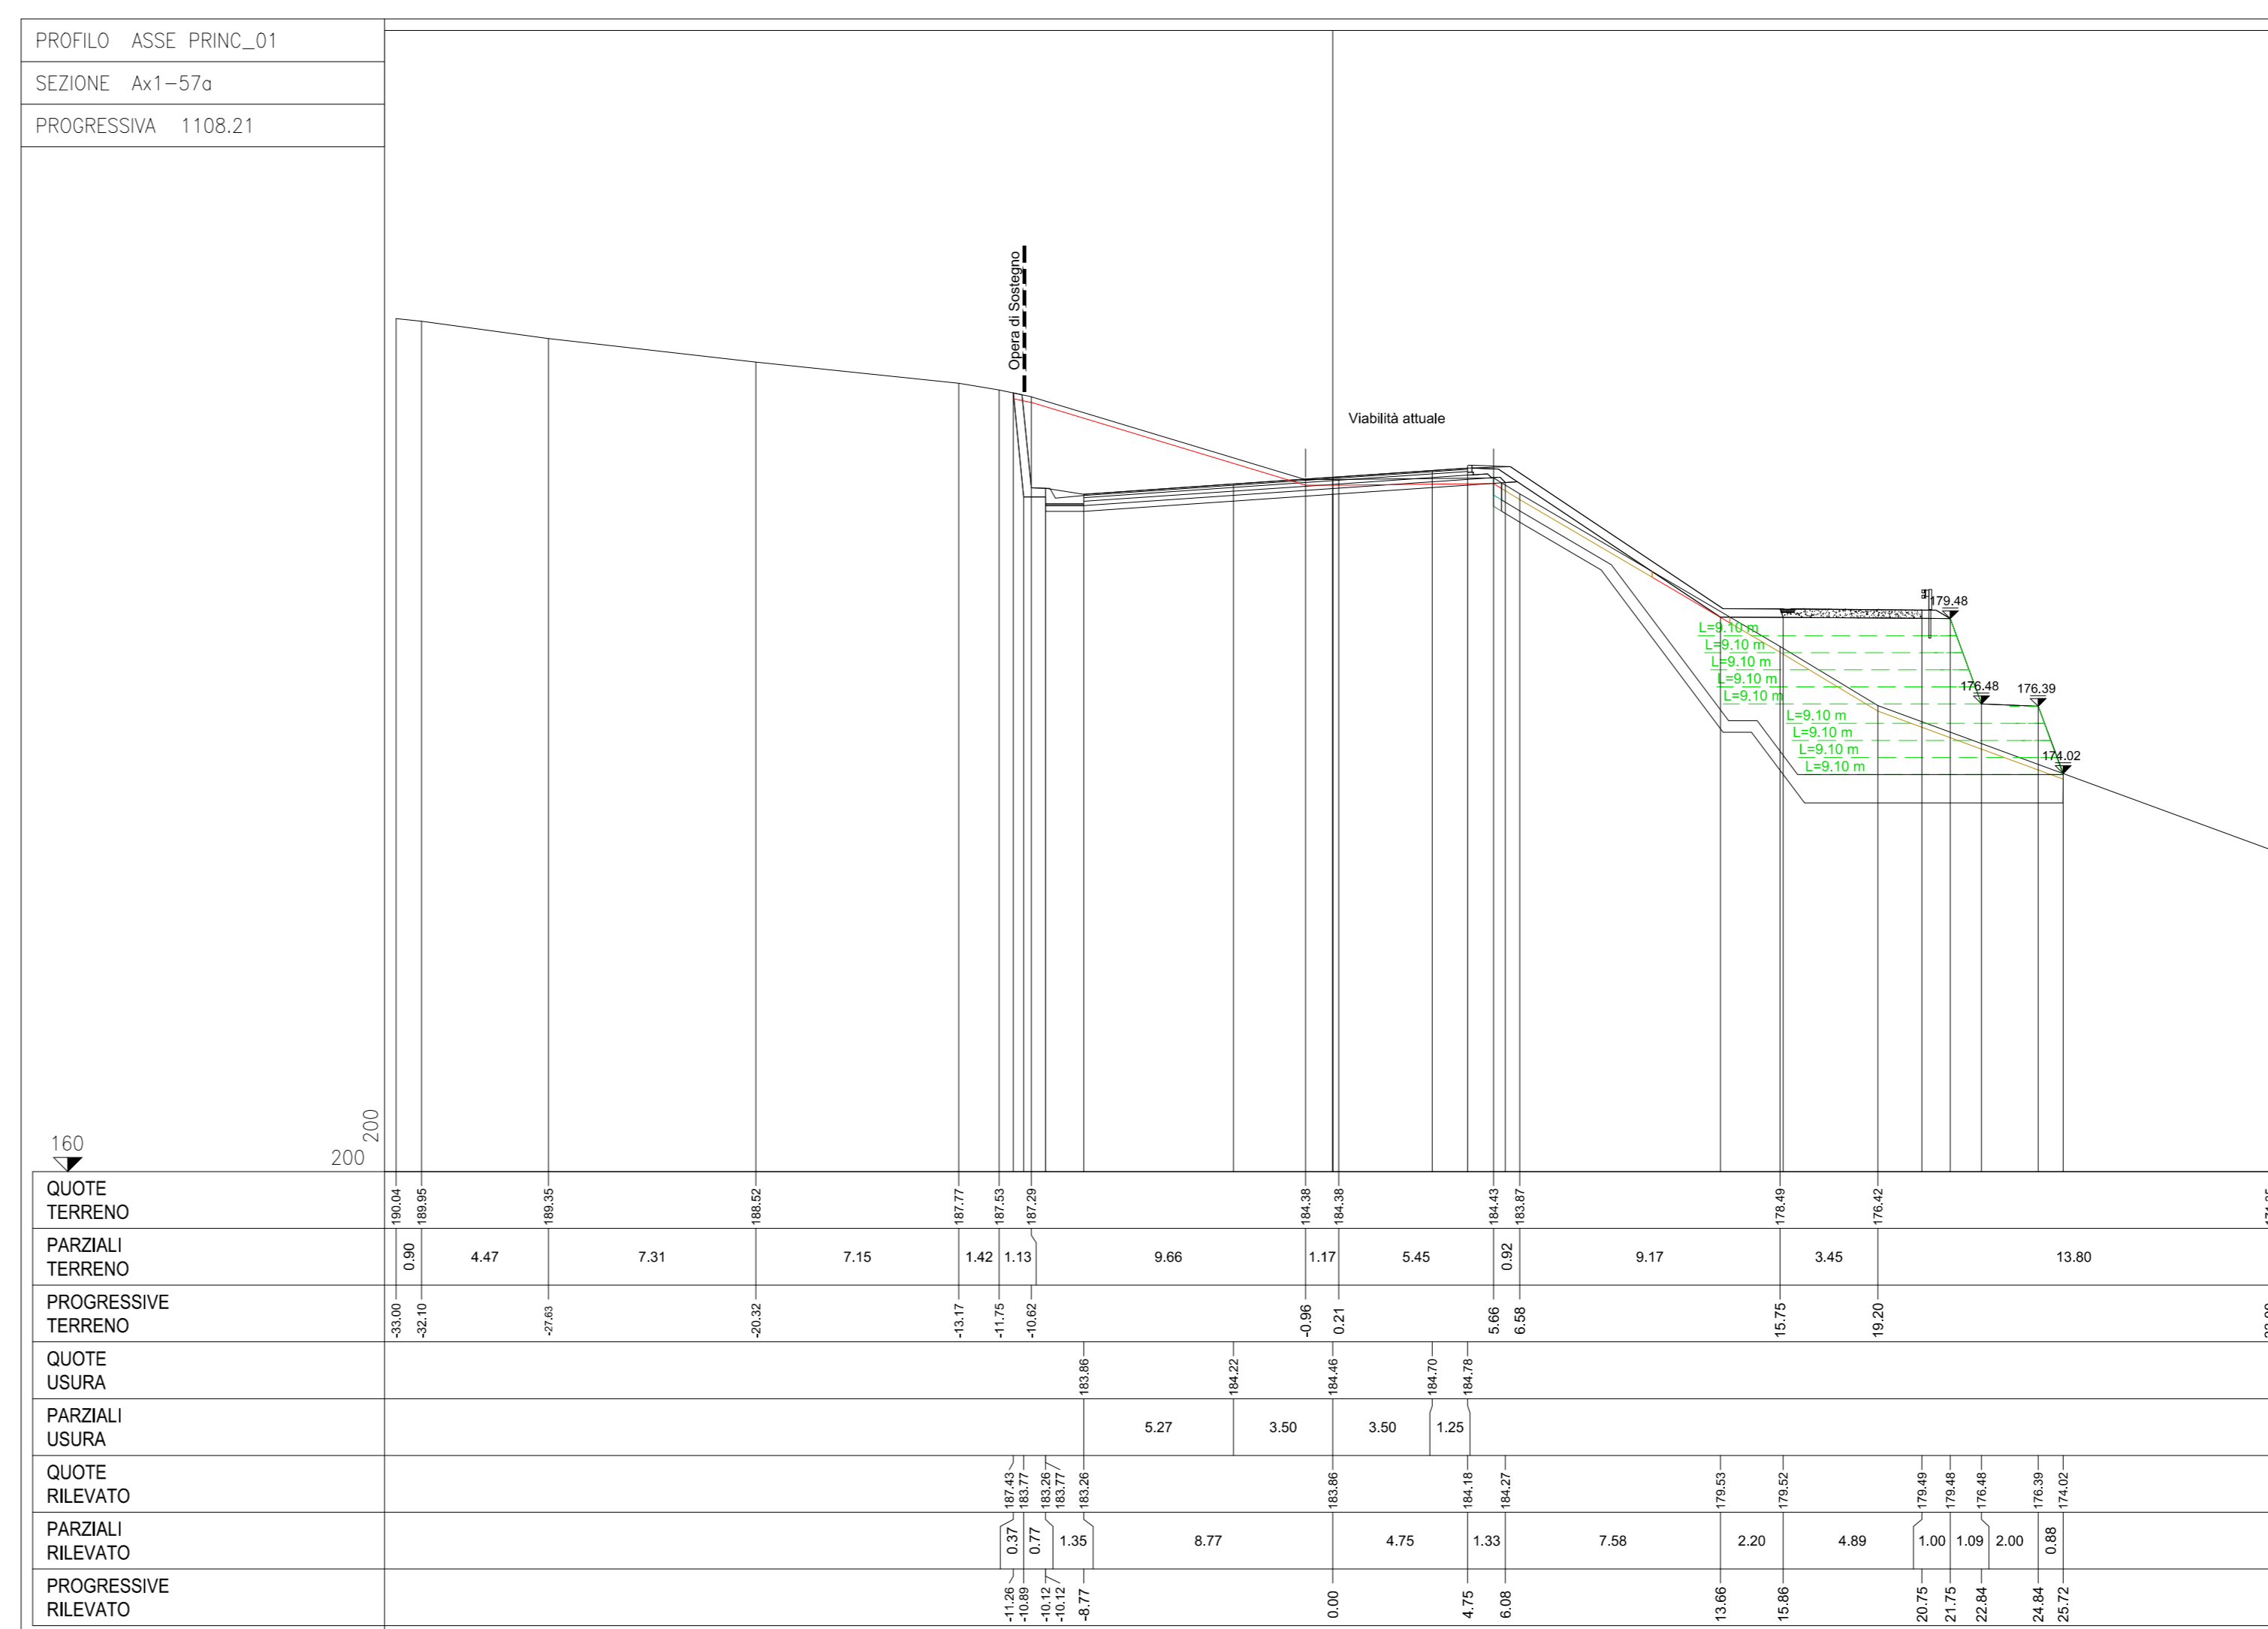 PROFILO ASSE PRINC_01
SEZIONE Ax1-57a
PROGRESSIVA 1108.21
Opera di Sostegno
Viabilità attuale
179.48
L=9.10 m
L=9.10 m
L=9.10 m
L=9.10 m
L=9.10 m
176.48
176.39
L=9.10 m
L=9.10 m
L=9.10 m
L=9.10 m
174.02
160
200
200
QUOTE
TERRENO
190.04 189.95 189.35 188.52 187.77 187.53 187.29 184.38 184.38 184.43 183.87 178.49 176.42
PARZIALI
TERRENO
0.90 4.47 7.31 7.15 1.42 1.13 9.66 1.17 5.45 0.92 9.17 3.45 13.80
PROGRESSIVE
TERRENO
-33.00 -32.10 -27.63 -20.32 -13.17 -11.75 -10.62 -0.96 0.21 5.66 6.58 15.75 19.20
QUOTE
USURA
183.86 184.22 184.46 184.70 184.78
PARZIALI
USURA
5.27 3.50 3.50 1.25
QUOTE
RILEVATO
187.43 183.77 183.26 183.77 183.26 183.86 184.18 184.27 179.53 179.52 179.49 179.48 176.48 176.39 174.02
PARZIALI
RILEVATO
0.37 0.77 1.35 8.77 4.75 1.33 7.58 2.20 4.89 1.00 1.09 2.00 0.88
PROGRESSIVE
RILEVATO
-11.26 -10.89 -10.12 -10.12 -8.77 0.00 4.75 6.08 13.66 15.86 20.75 21.75 22.84 24.84 25.72